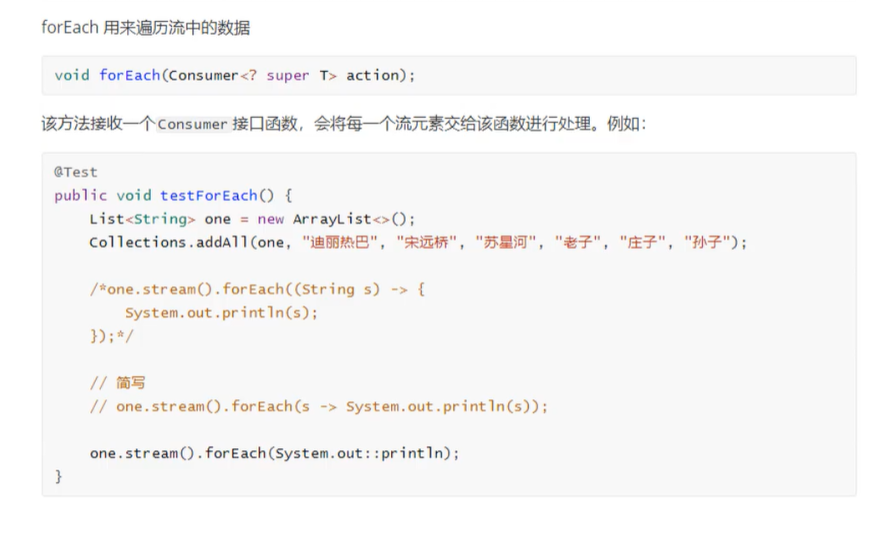 forEach 用来遍历流中的数据
void forEach(Consumer<? super T> action);
该方法接收一个Consumer接口函数，会将每一个流元素交给该函数进行处理。例如：
@Test
public void testForEach() {
    List<String> one = new ArrayList<>();
    Collections.addAll(one, "迪丽热巴", "宋远桥", "苏星河", "老子", "庄子", "孙子");
    /*one.stream().forEach((String s) -> {
        System.out.println(s);
    });*/
    // 简写
    // one.stream().forEach(s -> System.out.println(s));
    one.stream().forEach(System.out::println);
}